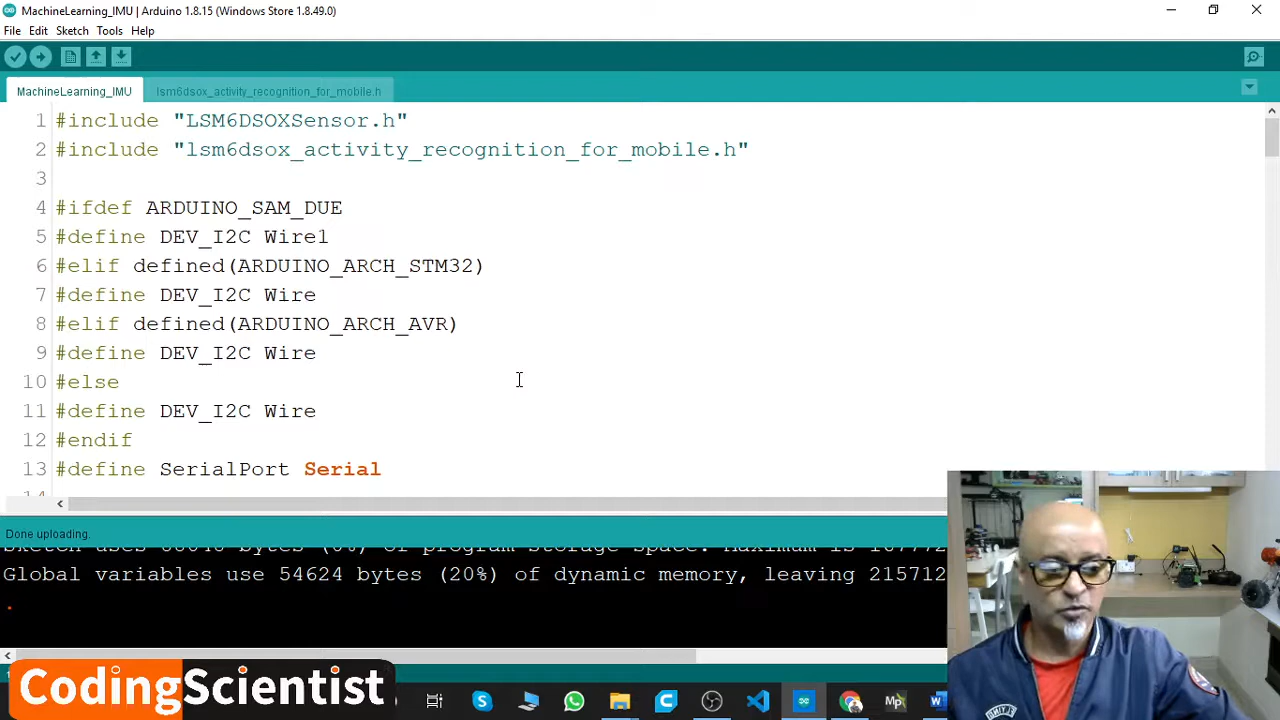 MachineLearning_IMU | Arduino 1.8.15 (Windows Store 1.8.49.0)
File Edit Sketch Tools Help
MachineLearning_IMU lsm6dsox_activity_recognition_for_mobile.h
1 #include "LSM6DSOXSensor.h"
2 #include "lsm6dsox_activity_recognition_for_mobile.h"
3
4 #ifdef ARDUINO_SAM_DUE
5 #define DEV_I2C Wire1
6 #elif defined(ARDUINO_ARCH_STM32)
7 #define DEV_I2C Wire
8 #elif defined(ARDUINO_ARCH_AVR)
9 #define DEV_I2C Wire
10 #else
11 #define DEV_I2C Wire
12 #endif
13 #define SerialPort Serial
Done uploading.
Global variables use 54624 bytes (20%) of dynamic memory, leaving 215712
CodingScientist